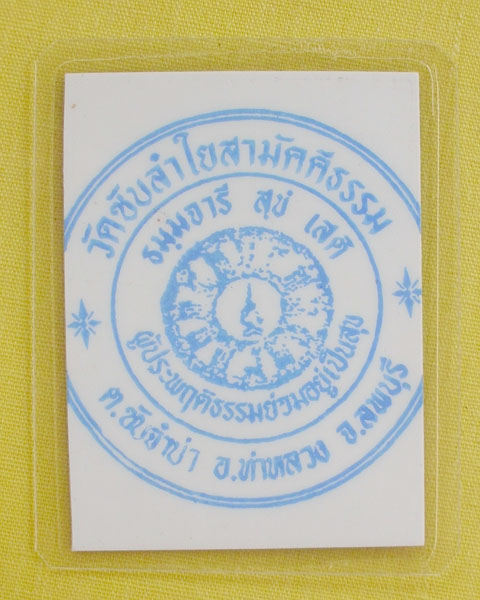 วัดซับลำใยสามัคคีธรรม
ธมฺมจารี สุขํ เสติ
ผู้ประพฤติธรรมย่อมอยู่เป็นสุข
ต.ซับจำปา อ.ท่าหลวง จ.ลพบุรี